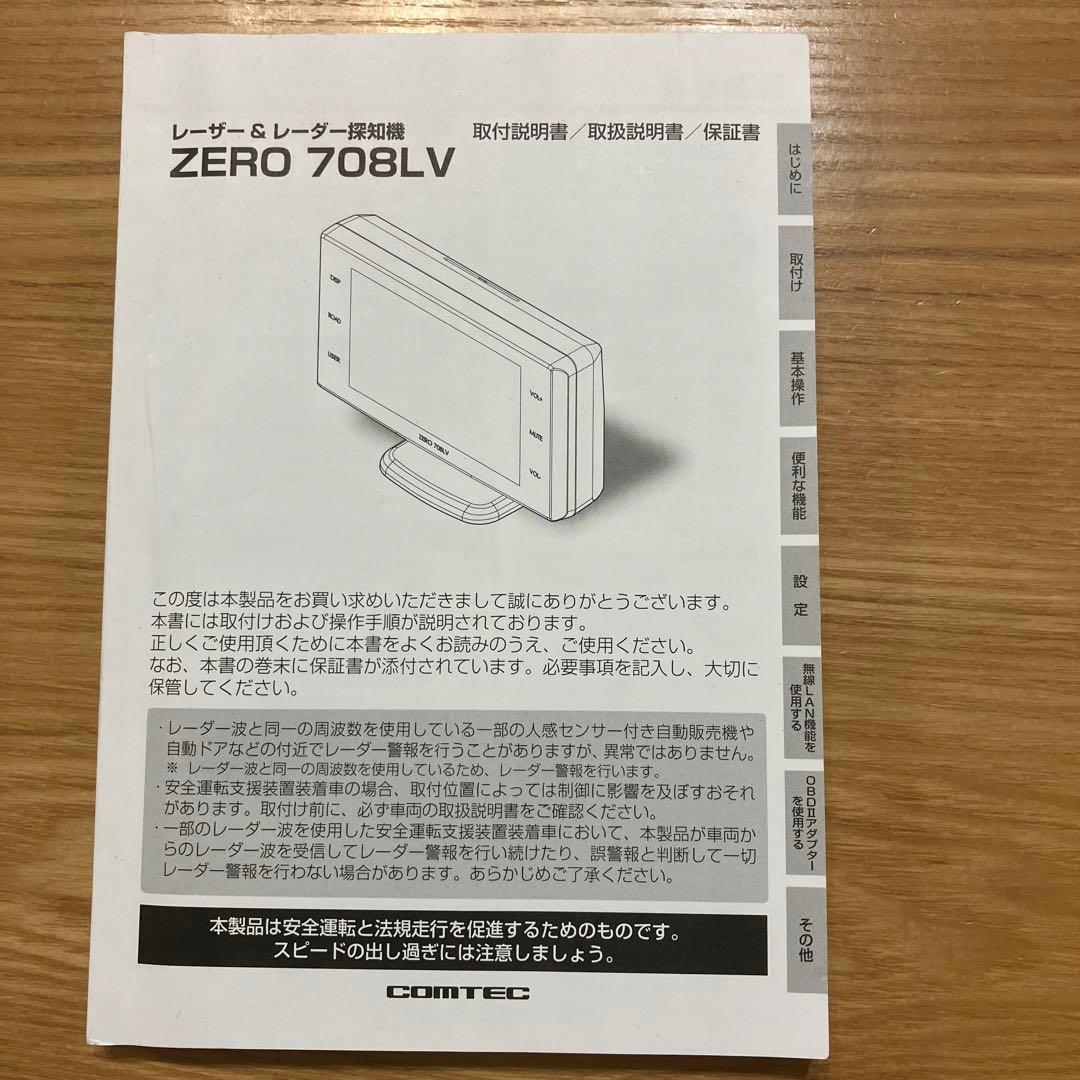 レーザー & レーダー探知機
取付説明書／取扱説明書／保証書
ZERO 708LV
DISP
ROAD
USER
VOL+
MUTE
VOL-
ZERO 708LV
この度は本製品をお買い求めいただきまして誠にありがとうございます。
本書には取付けおよび操作手順が説明されております。
正しくご使用頂くために本書をよくお読みのうえ、ご使用ください。
なお、本書の巻末に保証書が添付されています。必要事項を記入し、大切に
保管してください。
・レーダー波と同一の周波数を使用している一部の人感センサー付き自動販売機や
自動ドアなどの付近でレーダー警報を行うことがありますが、異常ではありません。
※ レーダー波と同一の周波数を使用しているため、レーダー警報を行います。
・安全運転支援装置装着車の場合、取付位置によっては制御に影響を及ぼすおそれ
があります。取付け前に、必ず車両の取扱説明書をご確認ください。
・一部のレーダー波を使用した安全運転支援装置装着車において、本製品が車両か
らのレーダー波を受信してレーダー警報を行い続けたり、誤警報と判断して一切
レーダー警報を行わない場合があります。あらかじめご了承ください。
本製品は安全運転と法規走行を促進するためのものです。
スピードの出し過ぎには注意しましょう。
COMTEC
はじめに
取付け
基本操作
便利な機能
設定
無線LAN機能を
使用する
OBDⅡアダプター
を使用する
その他